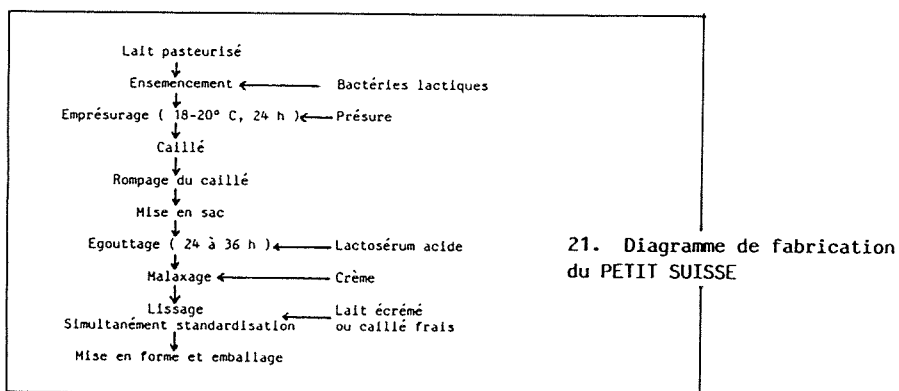 Lait pasteurisé
Ensemencement
Bactéries lactiques
Emprésurage ( 18-20° C, 24 h )
Présure
Caillé
Rompage du caillé
Mise en sac
Egouttage ( 24 à 36 h )
Lactosérum acide
Malaxage
Crème
Lissage
Simultanément standardisation
Lait écrémé
ou caillé frais
Mise en forme et emballage
21. Diagramme de fabrication
du PETIT SUISSE